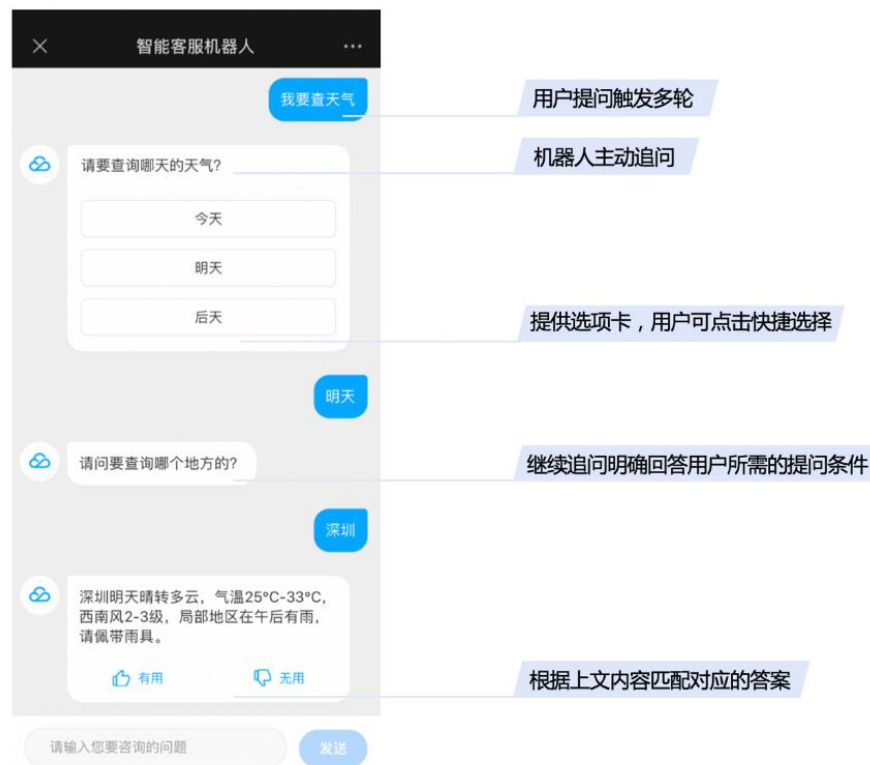 智能客服机器人
我要查天气
用户提问触发多轮
机器人主动追问
请要查询哪天的天气?
今天
明天
后天
提供选项卡，用户可点击快捷选择
明天
请问要查询哪个地方的?
继续追问明确回答用户所需的提问条件
深圳
深圳明天晴转多云，气温25°C-33°C,
西南风2-3级，局部地区在午后有雨，
请佩带雨具。
有用
无用
根据上文内容匹配对应的答案
请输入您要咨询的问题
发送